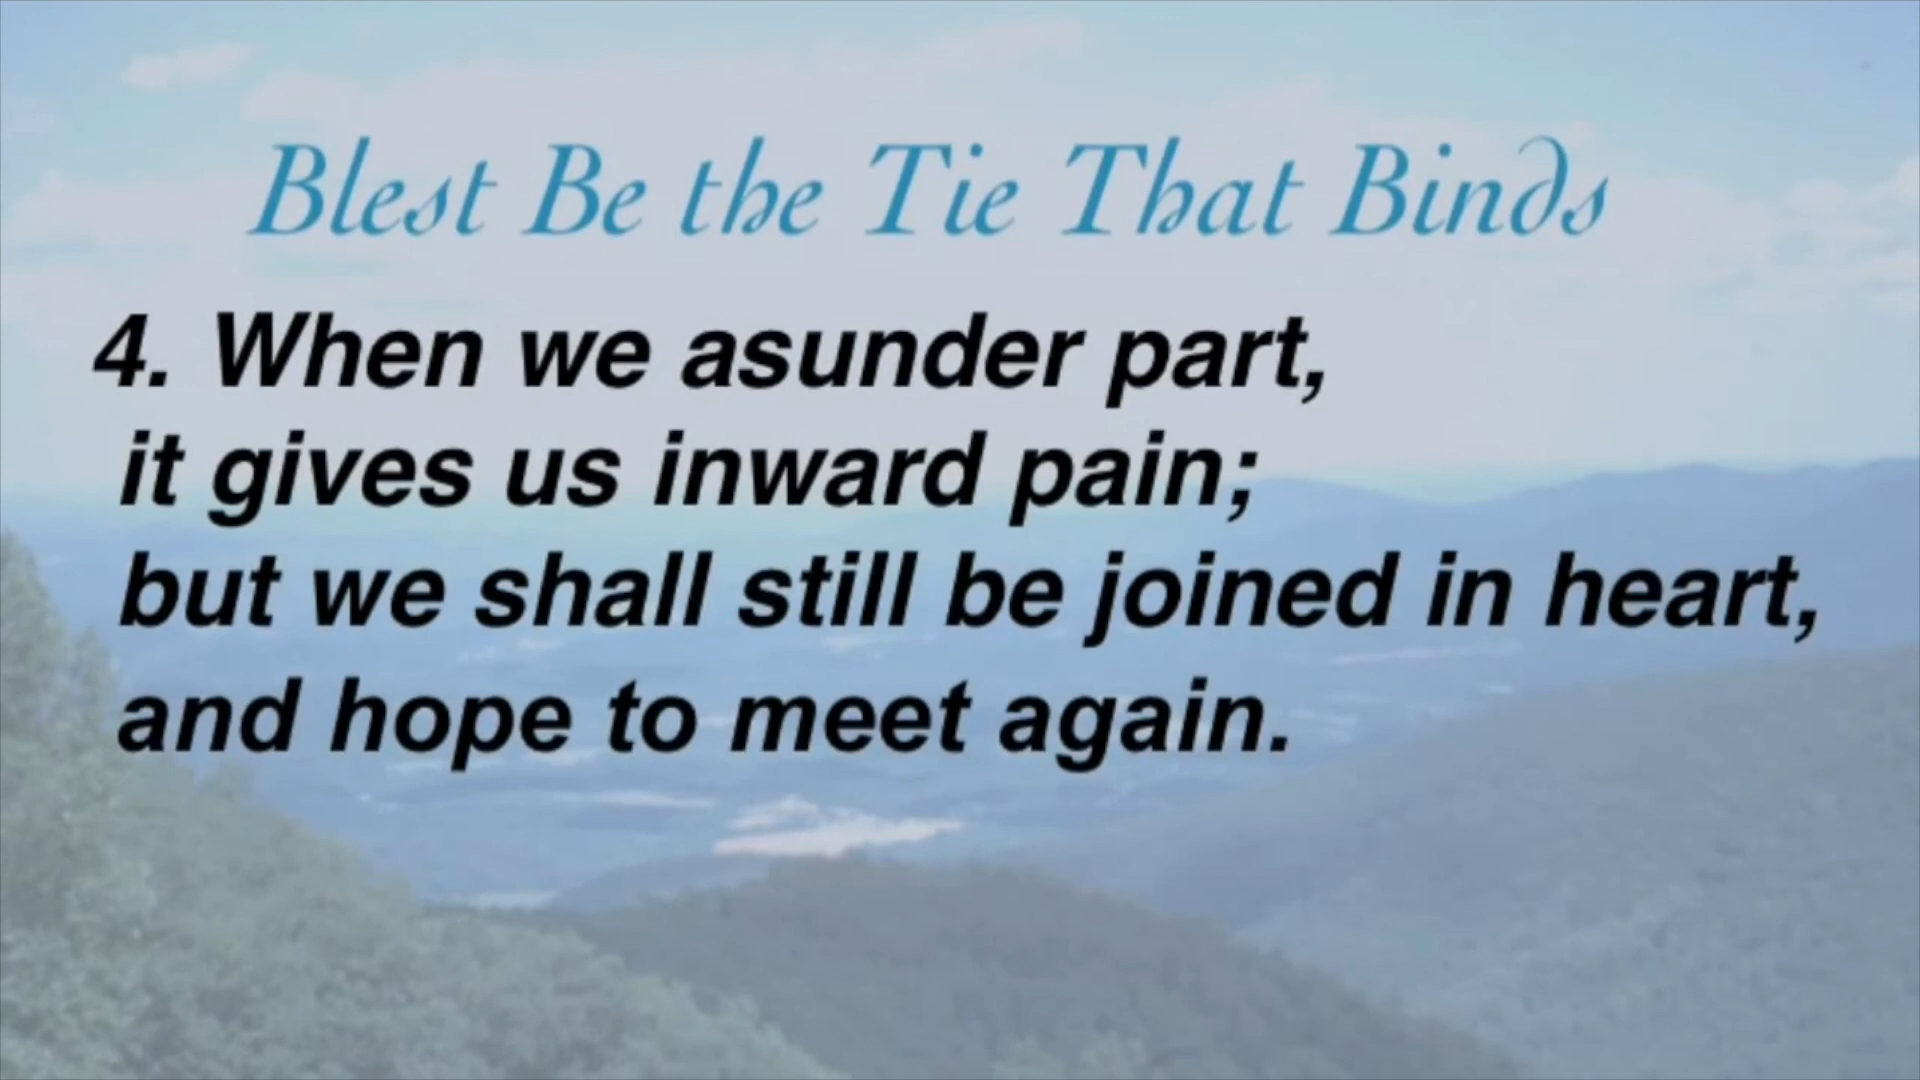 Blest Be the Tie That Binds
4. When we asunder part,
it gives us inward pain;
but we shall still be joined in heart,
and hope to meet again.